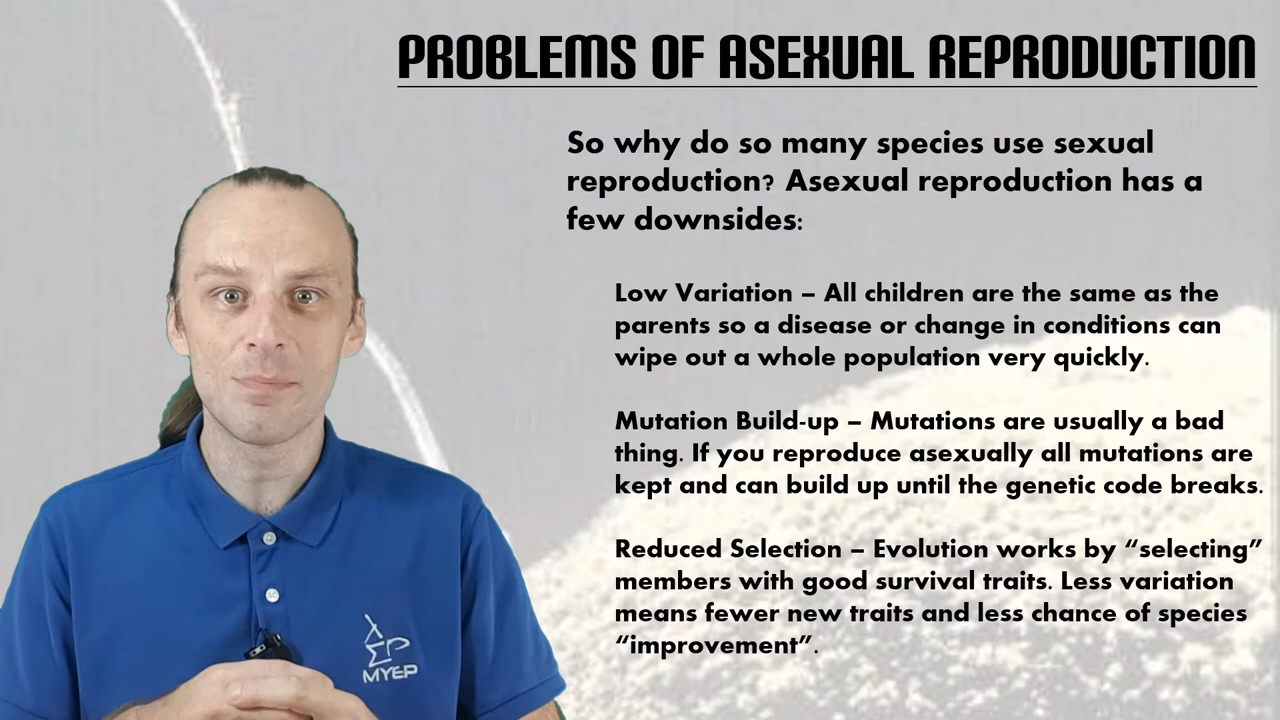 PROBLEMS OF ASEXUAL REPRODUCTION
So why do so many species use sexual
reproduction? Asexual reproduction has a
few downsides:
Low Variation – All children are the same as the
parents so a disease or change in conditions can
wipe out a whole population very quickly.
Mutation Build-up – Mutations are usually a bad
thing. If you reproduce asexually all mutations are
kept and can build up until the genetic code breaks.
Reduced Selection – Evolution works by “selecting”
members with good survival traits. Less variation
means fewer new traits and less chance of species
“improvement”.
MYEP